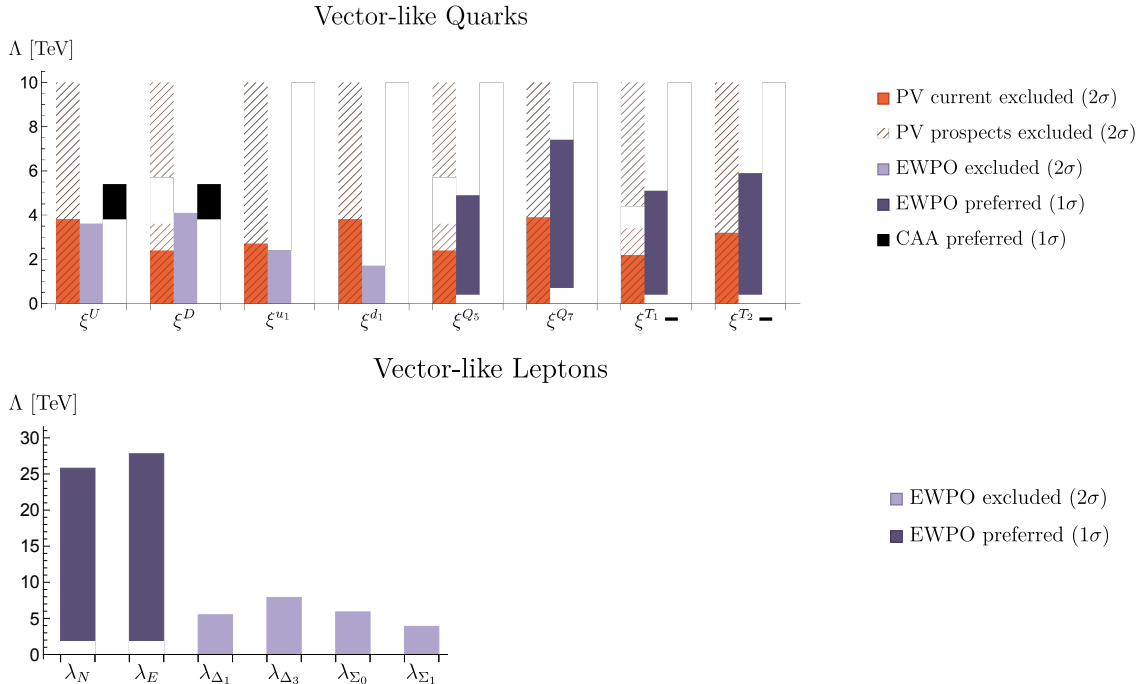 Vector-like Quarks
Λ [TeV]
10
8
6
4
2
0
ξ^U ξ^D ξ^{u_1} ξ^{d_1} ξ^{Q_5} ξ^{Q_7} ξ^{T_1} ξ^{T_2}
PV current excluded (2σ)
PV prospects excluded (2σ)
EWPO excluded (2σ)
EWPO preferred (1σ)
CAA preferred (1σ)
Vector-like Leptons
Λ [TeV]
30
25
20
15
10
5
0
λ_N λ_E λ_{Δ_1} λ_{Δ_3} λ_{Σ_0} λ_{Σ_1}
EWPO excluded (2σ)
EWPO preferred (1σ)